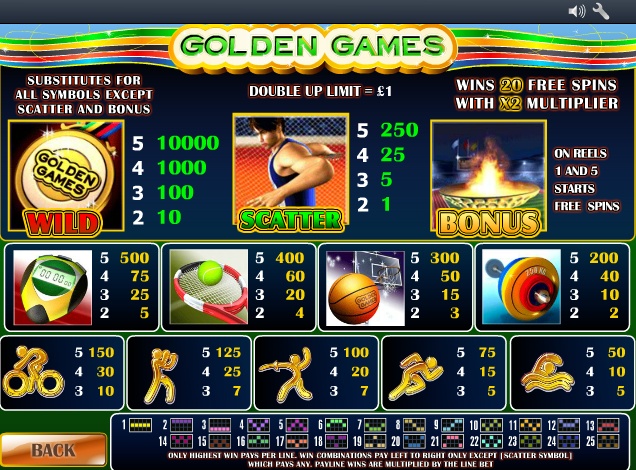 GOLDEN GAMES
SUBSTITUTES FOR
ALL SYMBOLS EXCEPT
SCATTER AND BONUS
DOUBLE UP LIMIT = £1
WINS 20 FREE SPINS
WITH X2 MULTIPLIER
GOLDEN
GAMES
WILD
5 10000
4 1000
3 100
2 10
SCATTER
5 250
4 25
3 5
2 1
BONUS
ON REELS
1 AND 5
STARTS
FREE SPINS
5 500
4 75
3 25
2 5
5 400
4 60
3 20
2 4
5 300
4 50
3 15
2 3
5 200
4 40
3 10
2 2
5 150
4 30
3 10
5 125
4 25
3 7
5 100
4 20
3 7
5 75
4 15
3 5
5 50
4 10
3 5
1 2 3 4 5 6 7 8 9 10 11 12 13
14 15 16 17 18 19 20 21 22 23 24 25
ONLY HIGHEST WIN PAYS PER LINE. WIN COMBINATIONS PAY LEFT TO RIGHT ONLY EXCEPT [SCATTER SYMBOL]
WHICH PAYS ANY. PAYLINE WINS ARE MULTIPLIED BY THE LINE BET
BACK